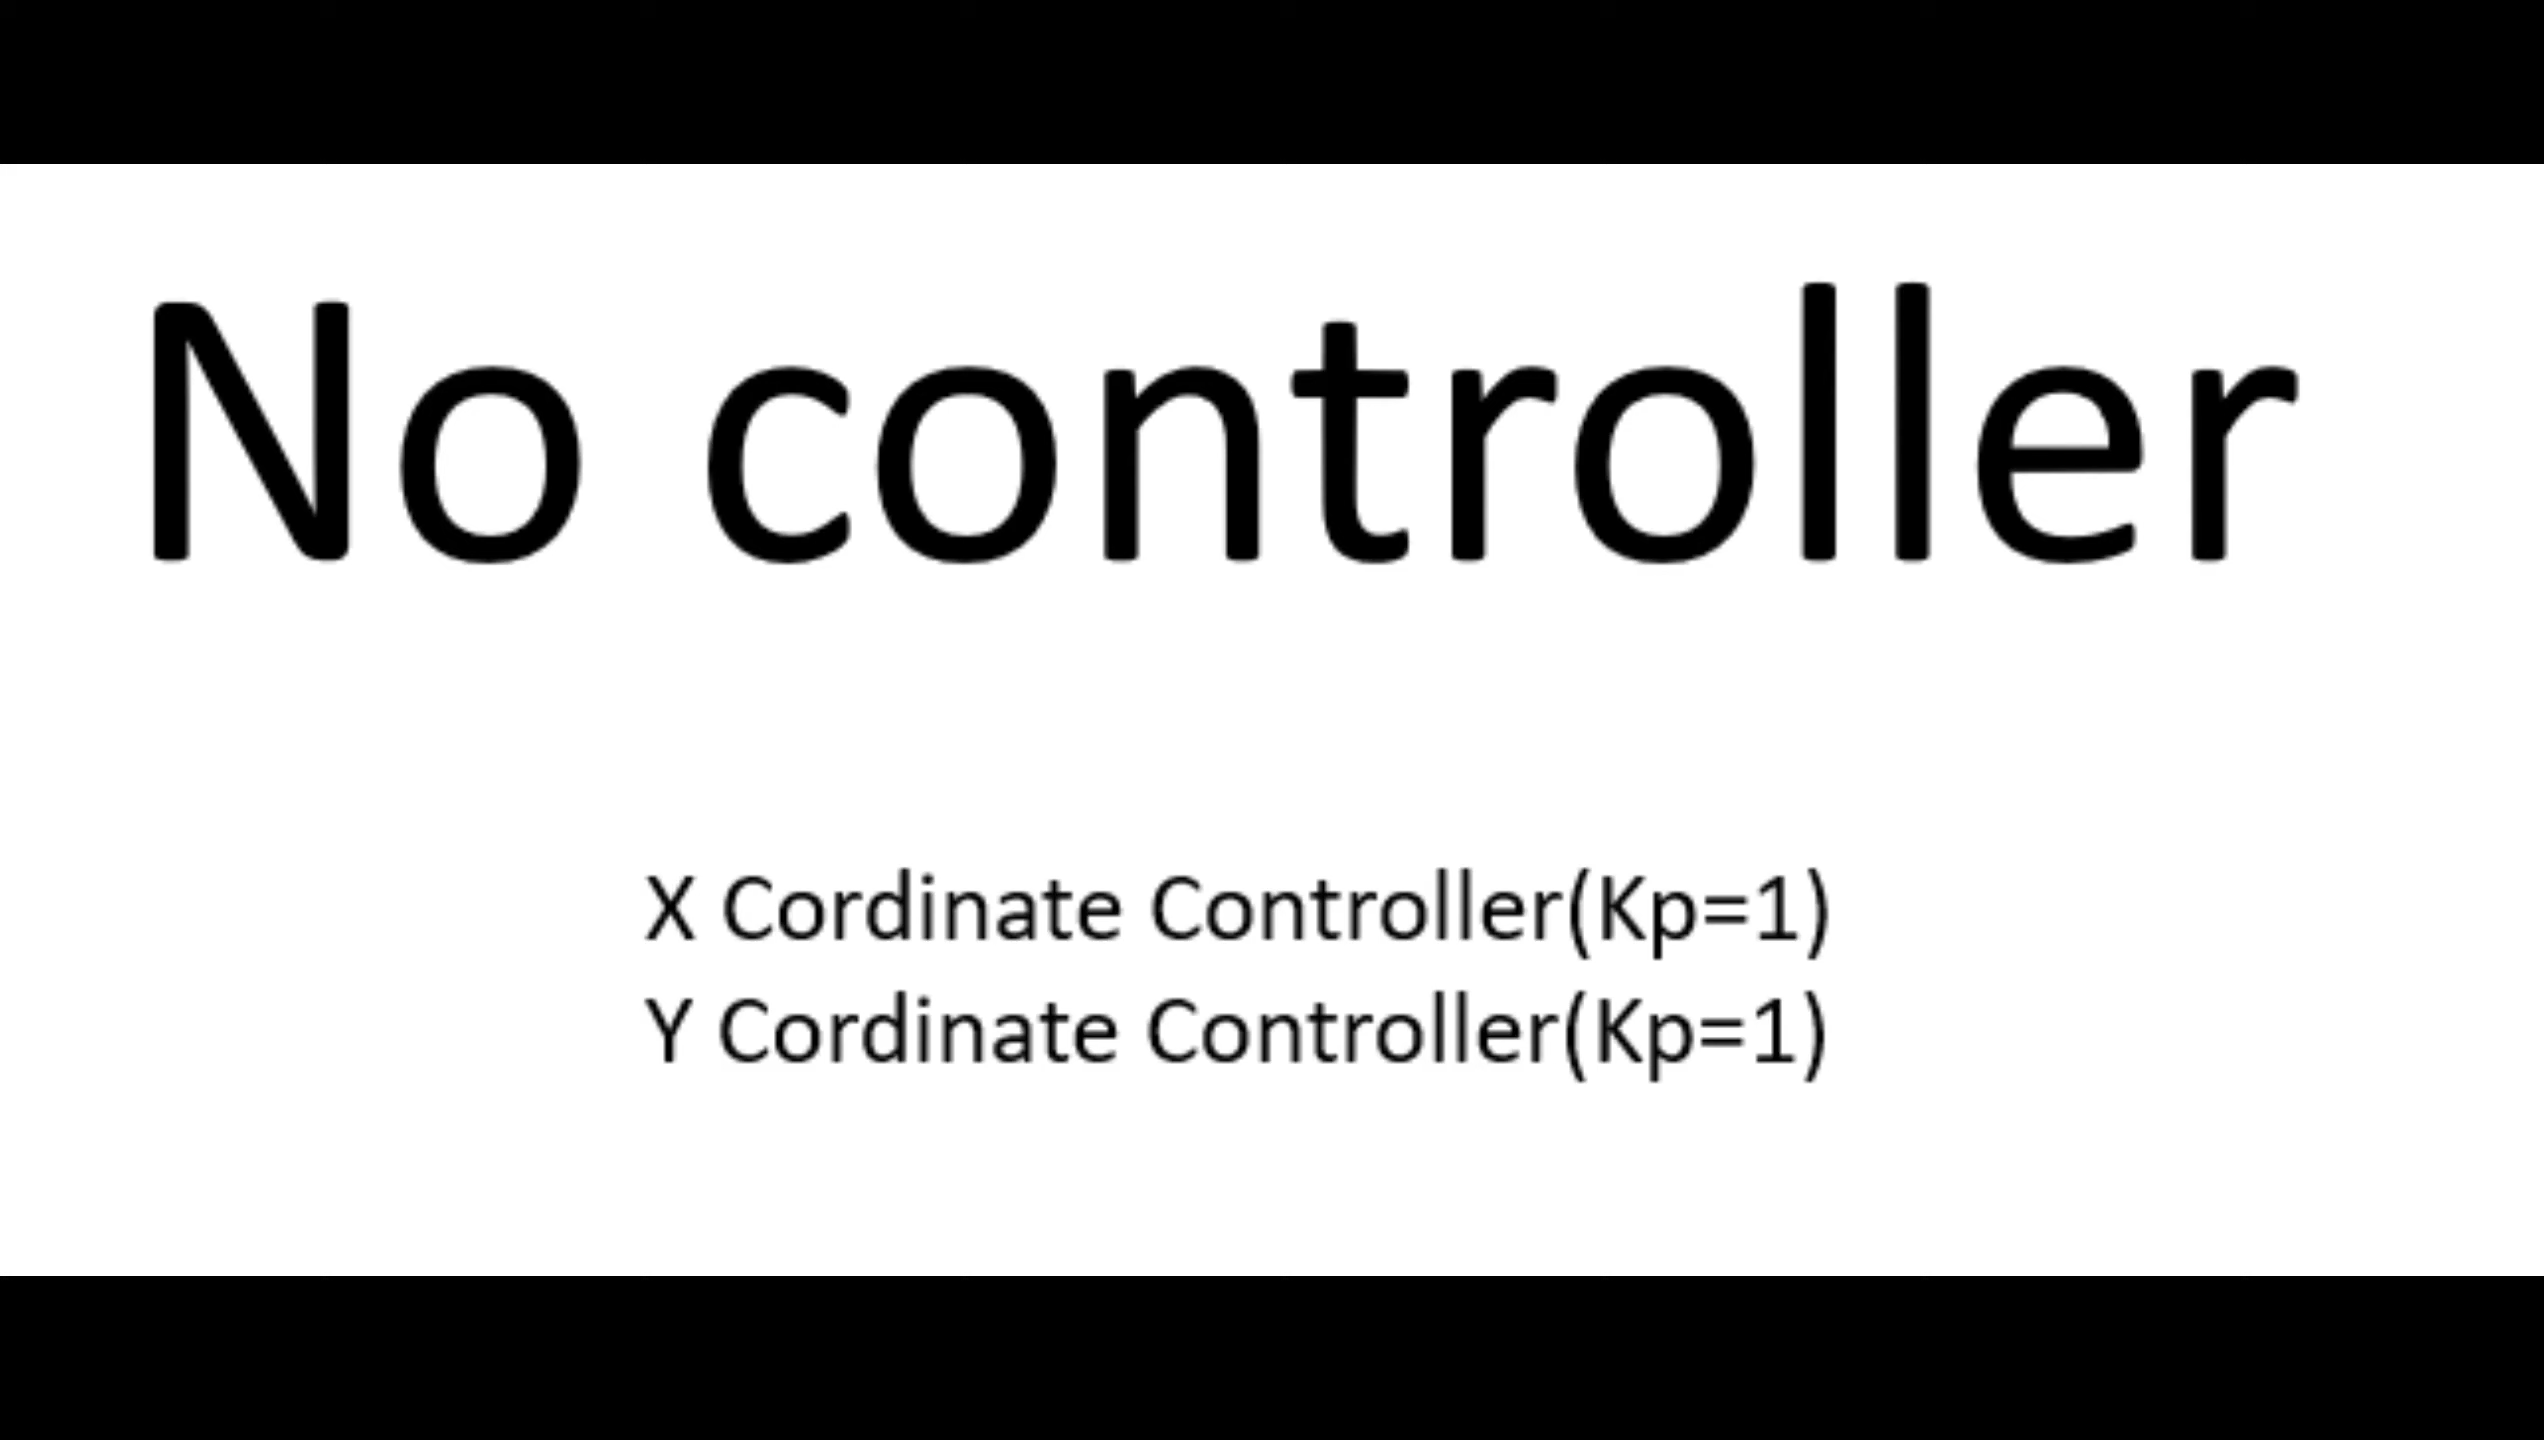 No controller
X Cordinate Controller(Kp=1)
Y Cordinate Controller(Kp=1)